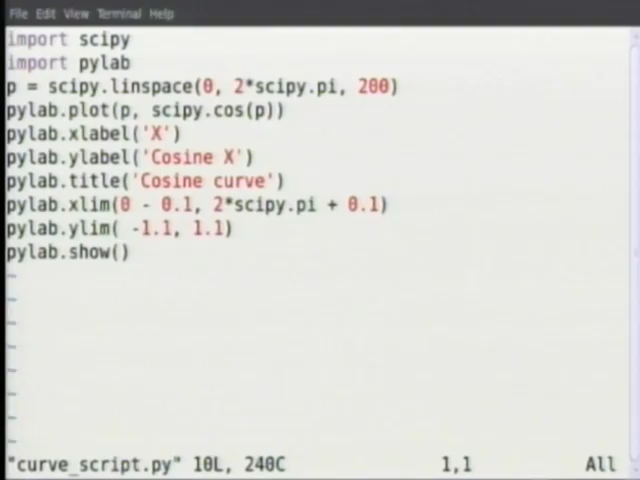 File Edit View Terminal Help
import scipy
import pylab
p = scipy.linspace(0, 2*scipy.pi, 200)
pylab.plot(p, scipy.cos(p))
pylab.xlabel('X')
pylab.ylabel('Cosine X')
pylab.title('Cosine curve')
pylab.xlim(0 - 0.1, 2*scipy.pi + 0.1)
pylab.ylim( -1.1, 1.1)
pylab.show()
~
~
~
~
~
~
~
~
"curve_script.py" 10L, 240C 1,1 All